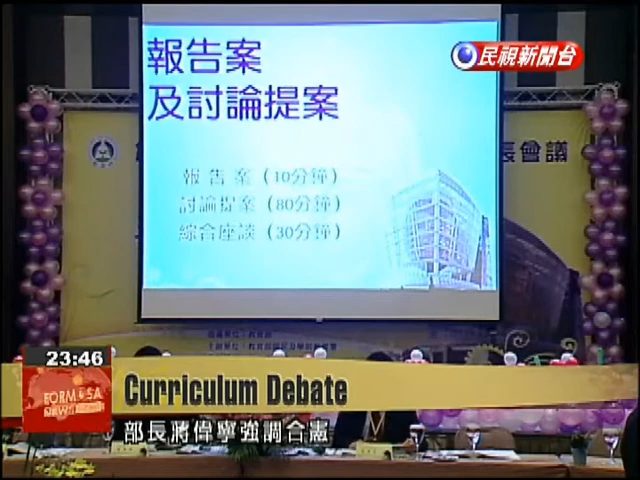 報告案
及討論提案
民視新聞台
長會議
報告案(10分鐘)
討論提案(80分鐘)
綜合座談(30分鐘)
23:46
FORMOSA
NEWS
Curriculum Debate
部長蔣偉寧強調合憲